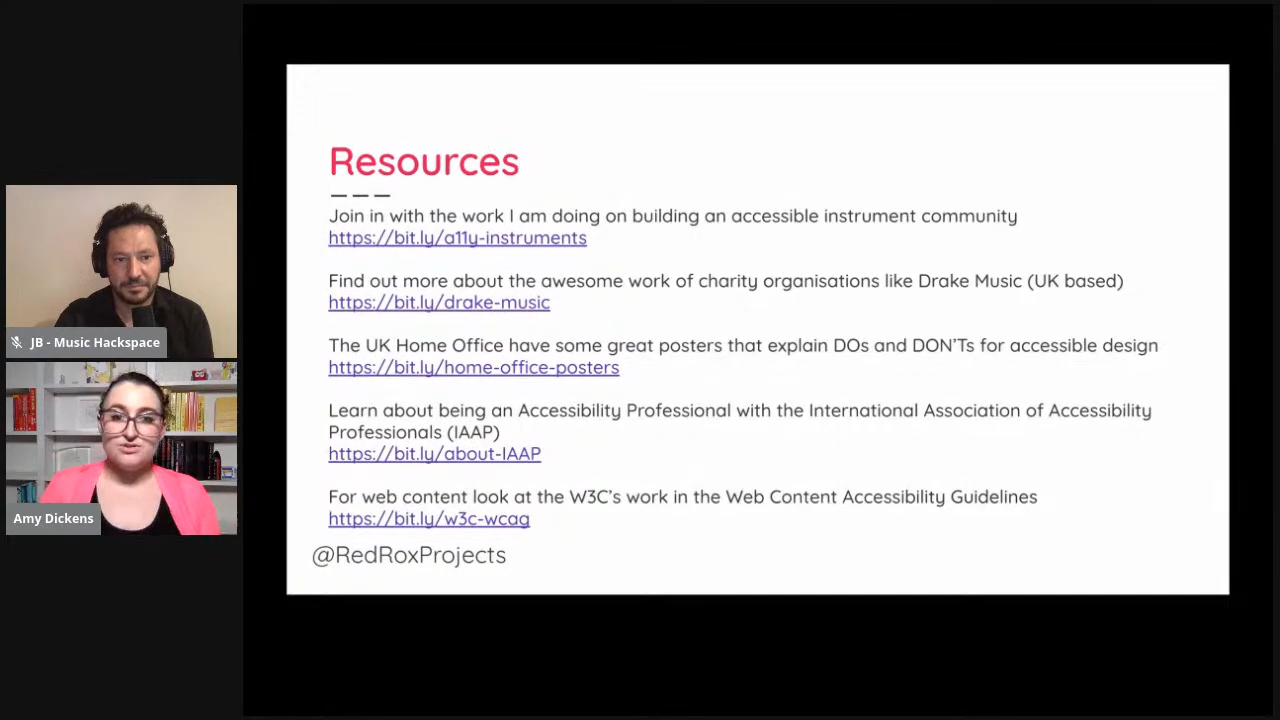 Resources
Join in with the work I am doing on building an accessible instrument community
https://bit.ly/a11y-instruments
Find out more about the awesome work of charity organisations like Drake Music (UK based)
https://bit.ly/drake-music
The UK Home Office have some great posters that explain DOs and DON'Ts for accessible design
https://bit.ly/home-office-posters
Learn about being an Accessibility Professional with the International Association of Accessibility
Professionals (IAAP)
https://bit.ly/about-IAAP
For web content look at the W3C's work in the Web Content Accessibility Guidelines
https://bit.ly/w3c-wcag
@RedRoxProjects
JB - Music Hackspace
Amy Dickens